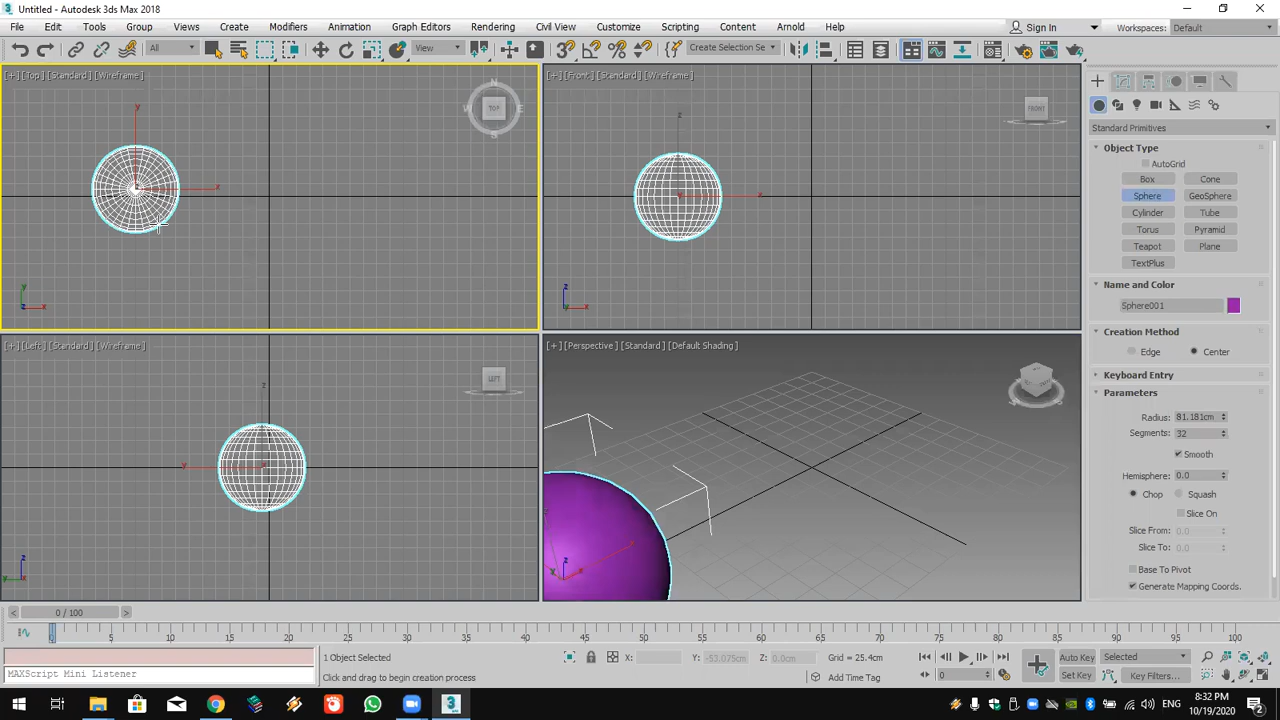 Untitled - Autodesk 3ds Max 2018
File Edit Tools Group Views Create Modifiers Animation Graph Editors Rendering Civil View Customize Scripting Content Arnold Help Sign In Workspaces: Default
All View Create Selection Se
[+] [Top] [Standard] [Wireframe]
[+] [Front] [Standard] [Wireframe]
y
N
W TOP E
S
x
y
x
z
FRONT
x
z
x
Standard Primitives
Object Type
AutoGrid
Box Cone
Sphere GeoSphere
Cylinder Tube
Torus Pyramid
Teapot Plane
TextPlus
Name and Color
Sphere001
Creation Method
Edge Center
Keyboard Entry
Parameters
Radius: 81.181cm
Segments: 32
Smooth
Hemisphere: 0.0
Chop Squash
Slice On
Slice From: 0.0
Slice To: 0.0
Base To Pivot
Generate Mapping Coords.
[+] [Left] [Standard] [Wireframe]
[+] [Perspective] [Standard] [Default Shading]
z
LEFT
y
z
y
z
x
0 / 100
0 5 10 15 20 25 30 35 40 45 50 55 60 65 70 75 80 85 90 95 100
1 Object Selected X: Y: -53.075cm Z: 0.0cm Grid = 25.4cm Auto Key Selected
MAXScript Mini Listener Click and drag to begin creation process Add Time Tag 0 Set Key Key Filters...
ENG
8:32 PM
10/19/2020